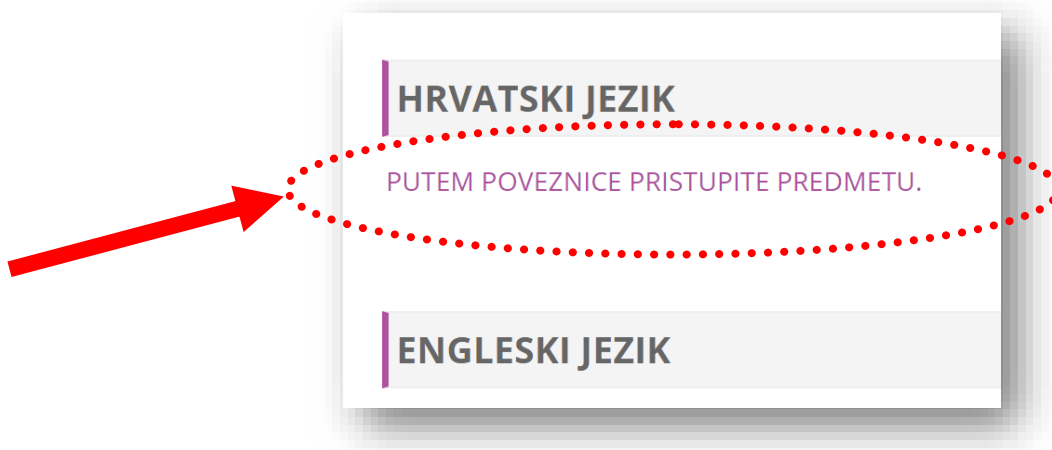 HRVATSKI JEZIK
PUTEM POVEZNICE PRISTUPITE PREDMETU.
ENGLESKI JEZIK